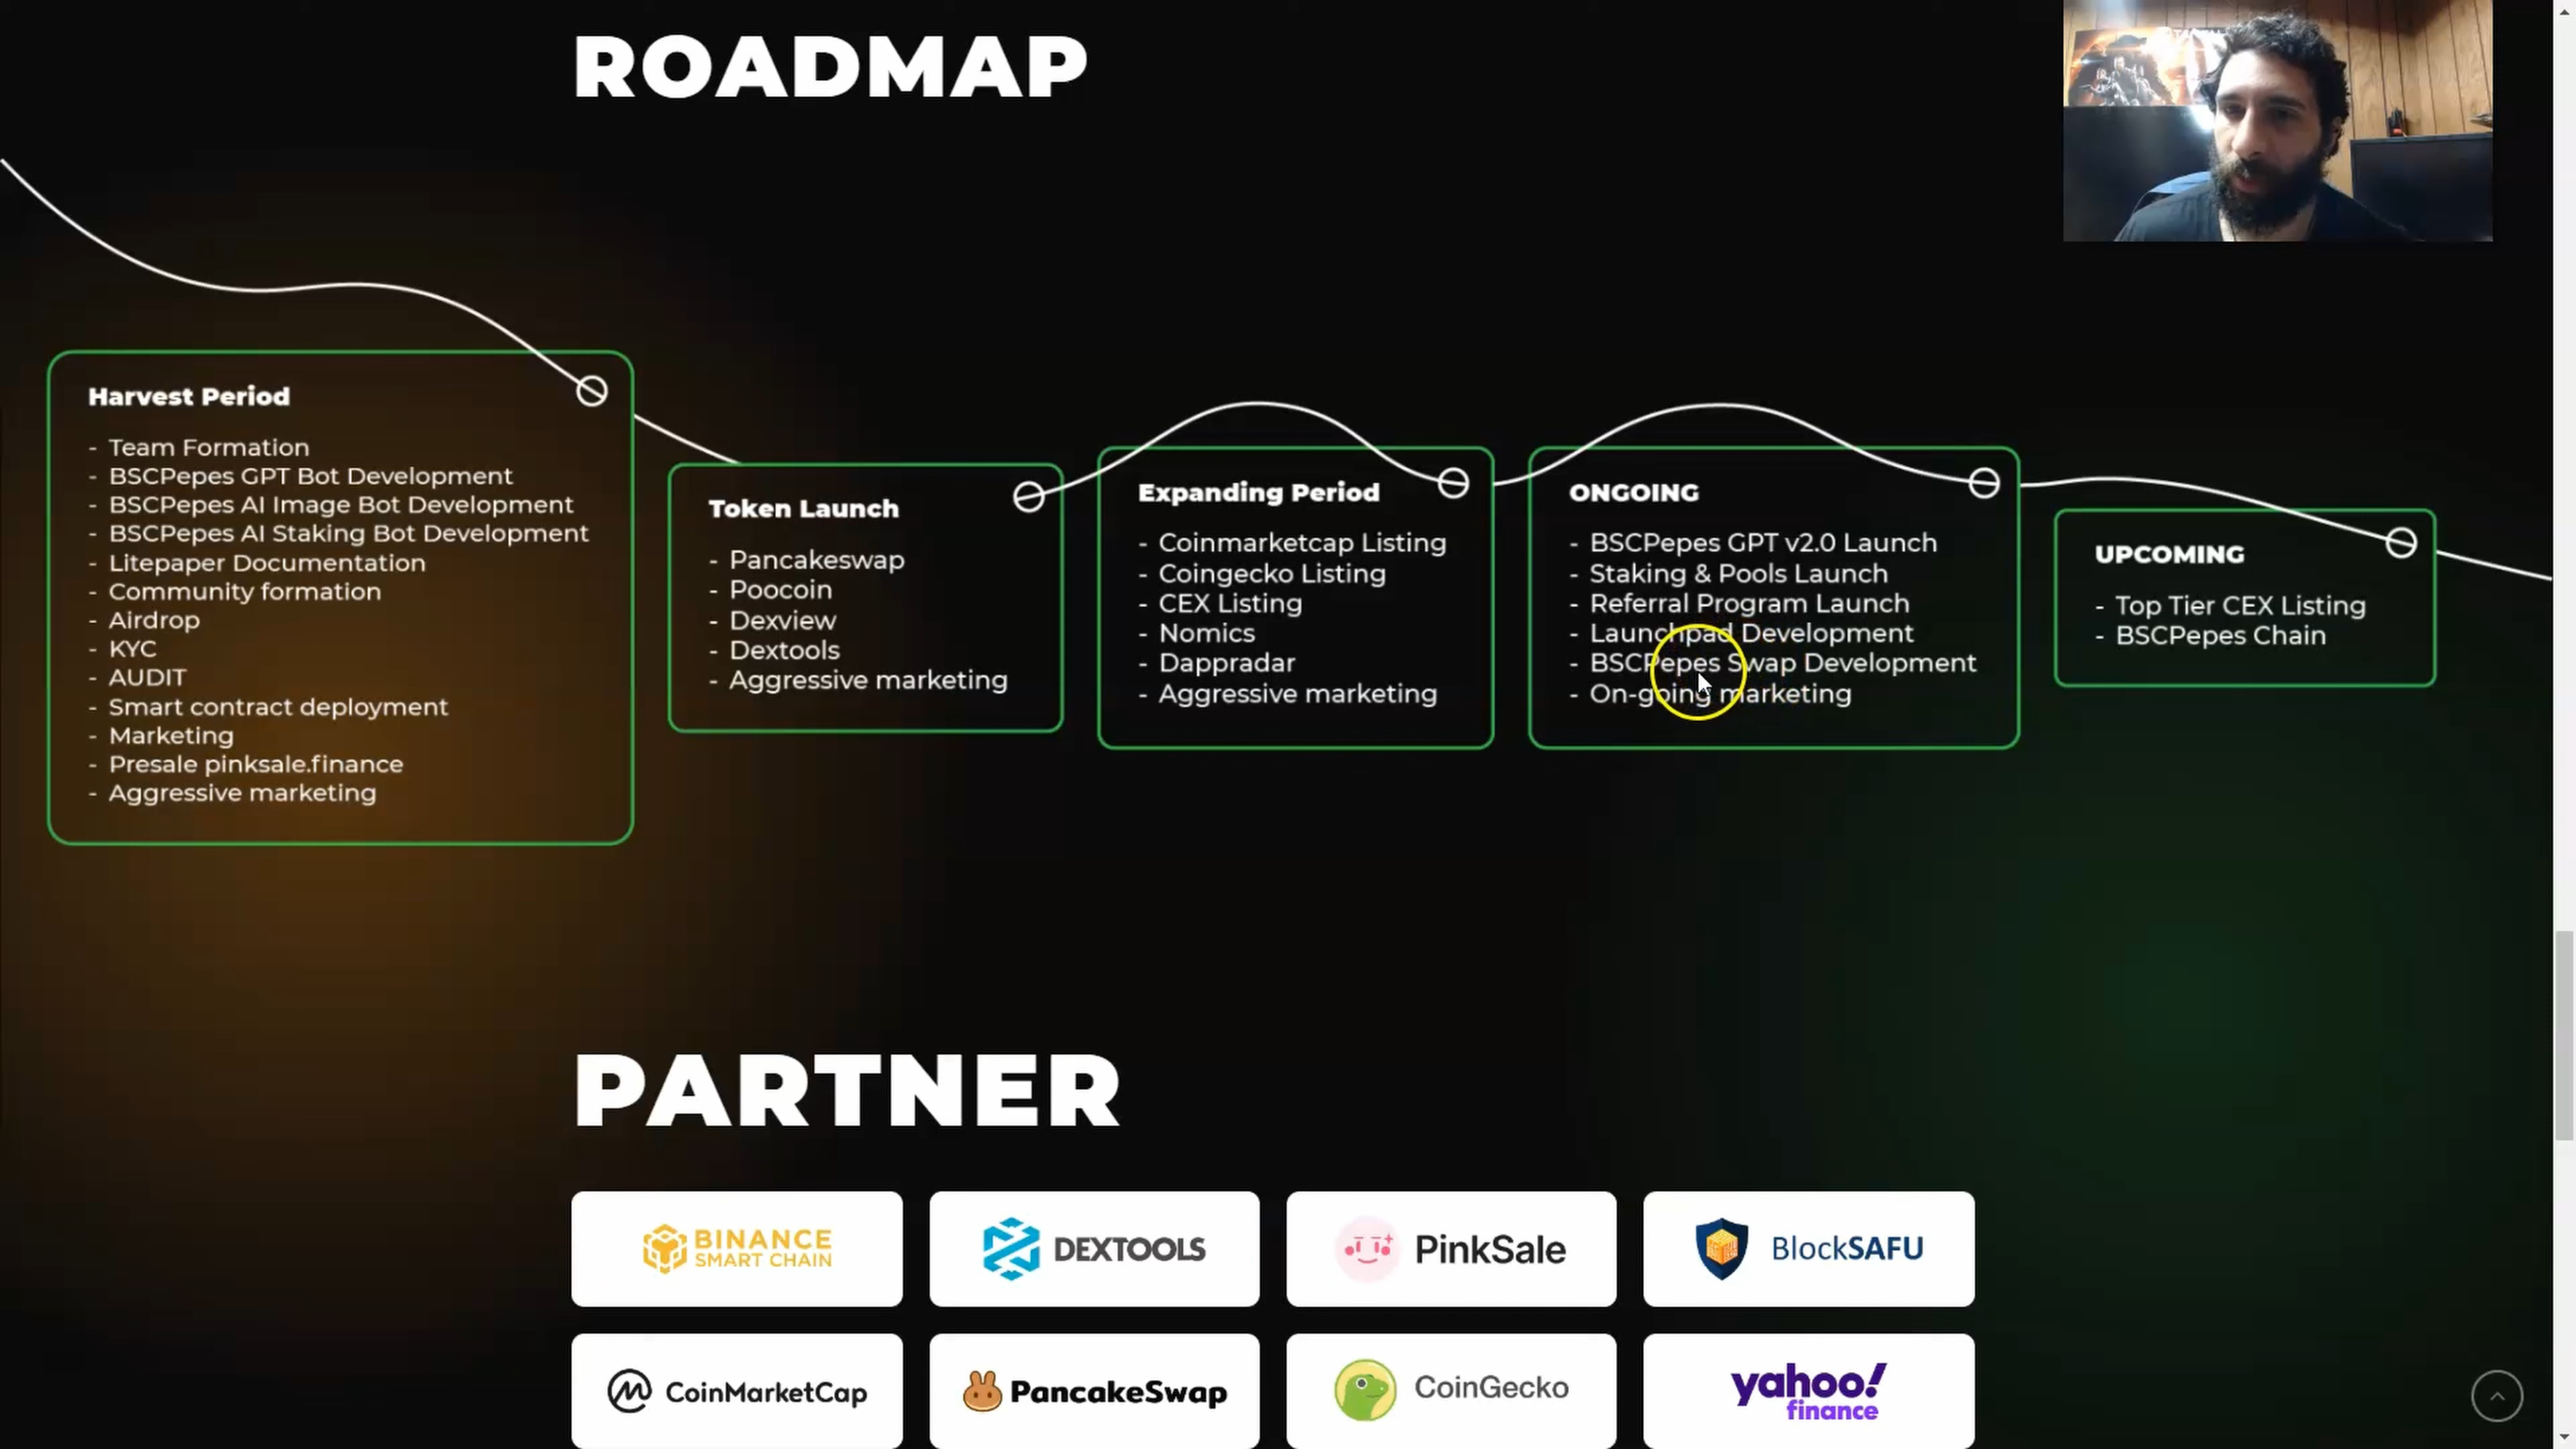 ROADMAP
Harvest Period
- Team Formation
- BSCPepes GPT Bot Development
- BSCPepes AI Image Bot Development
- BSCPepes AI Staking Bot Development
- Litepaper Documentation
- Community formation
- Airdrop
- KYC
- AUDIT
- Smart contract deployment
- Marketing
- Presale pinksale.finance
- Aggressive marketing
Token Launch
- Pancakeswap
- Poocoin
- Dexview
- Dextools
- Aggressive marketing
Expanding Period
- Coinmarketcap Listing
- Coingecko Listing
- CEX Listing
- Nomics
- Dappradar
- Aggressive marketing
ONGOING
- BSCPepes GPT v2.0 Launch
- Staking & Pools Launch
- Referral Program Launch
- Launchpad Development
- BSCPepes Swap Development
- On-going marketing
UPCOMING
- Top Tier CEX Listing
- BSCPepes Chain
PARTNER
BINANCE
SMART CHAIN
DEXTOOLS
PinkSale
BlockSAFU
CoinMarketCap
PancakeSwap
CoinGecko
yahoo!
finance